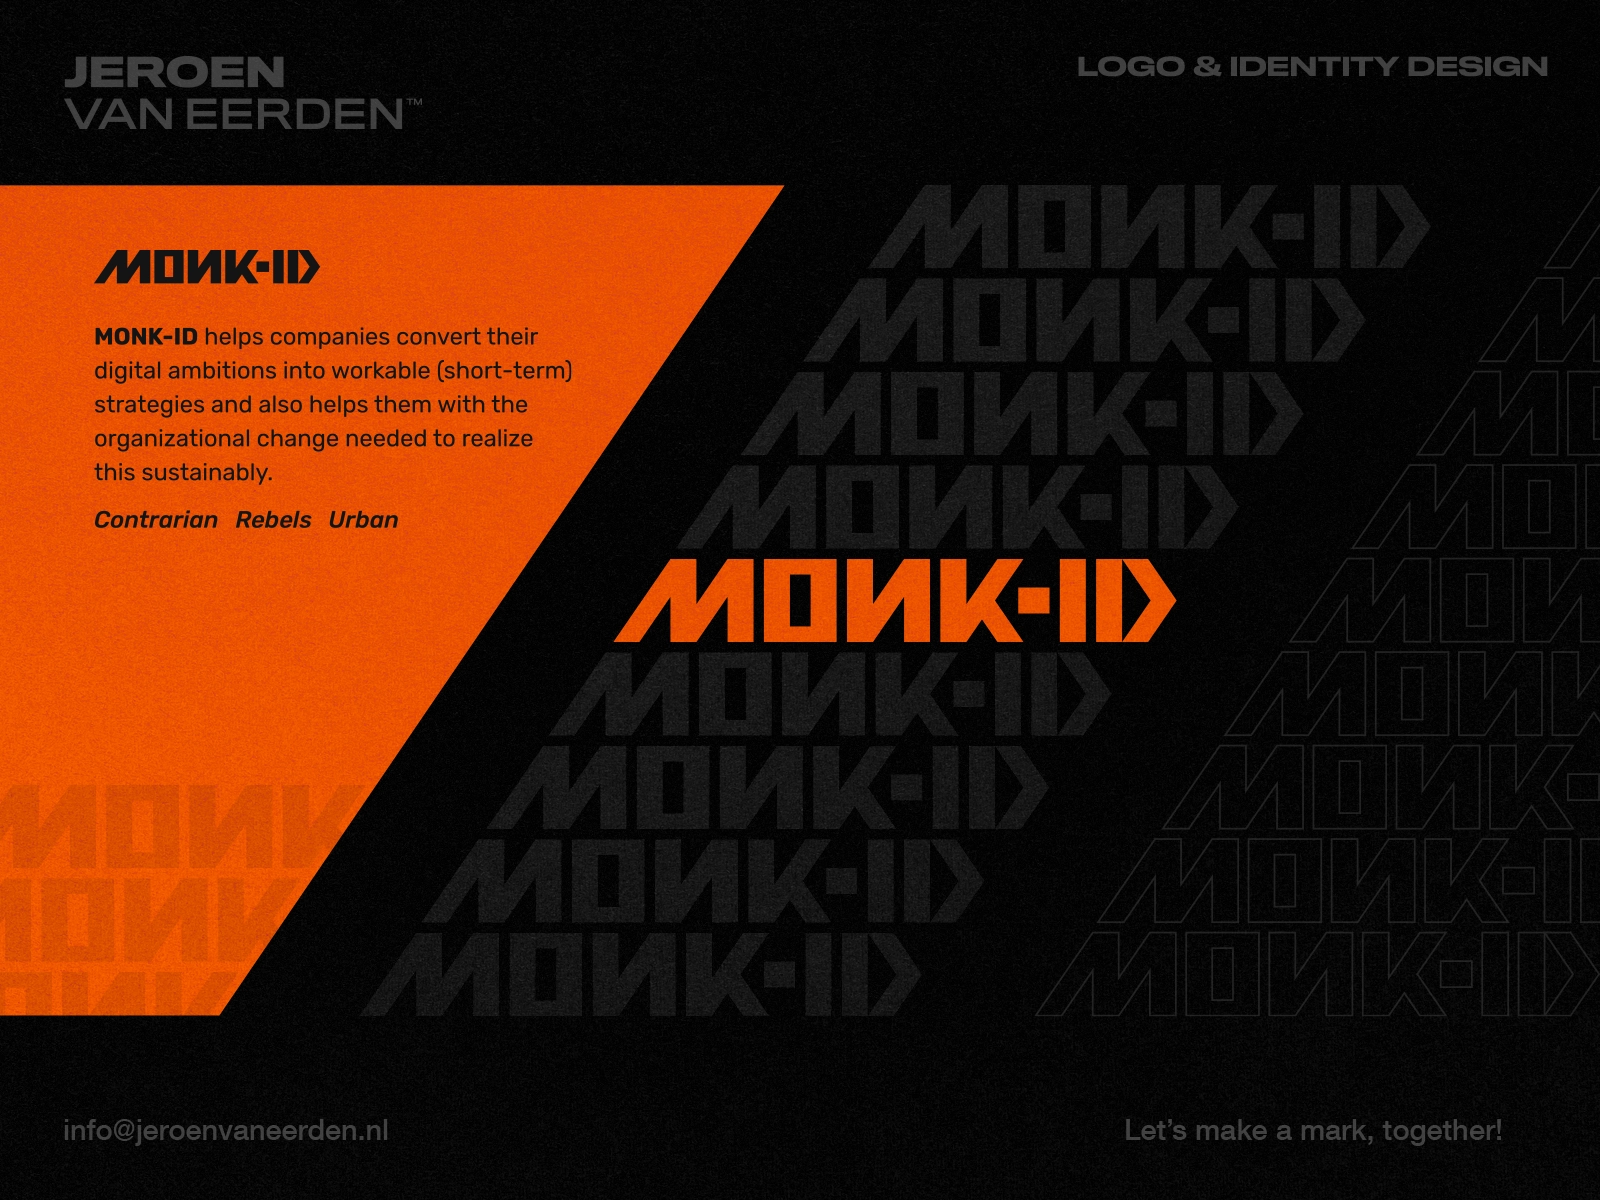 JEROEN
VAN EERDEN™
LOGO & IDENTITY DESIGN
MONK-ID
MONK-ID helps companies convert their
digital ambitions into workable (short-term)
strategies and also helps them with the
organizational change needed to realize
this sustainably.
Contrarian Rebels Urban
MONK-ID
MONK-ID
MONK-ID
MONK-ID
MONK-ID
MONK-ID
MONK-ID
MONK-ID
MONK-ID
MONK
MONK
MONK
MONK-ID
info@jeroenvaneerden.nl
Let’s make a mark, together!